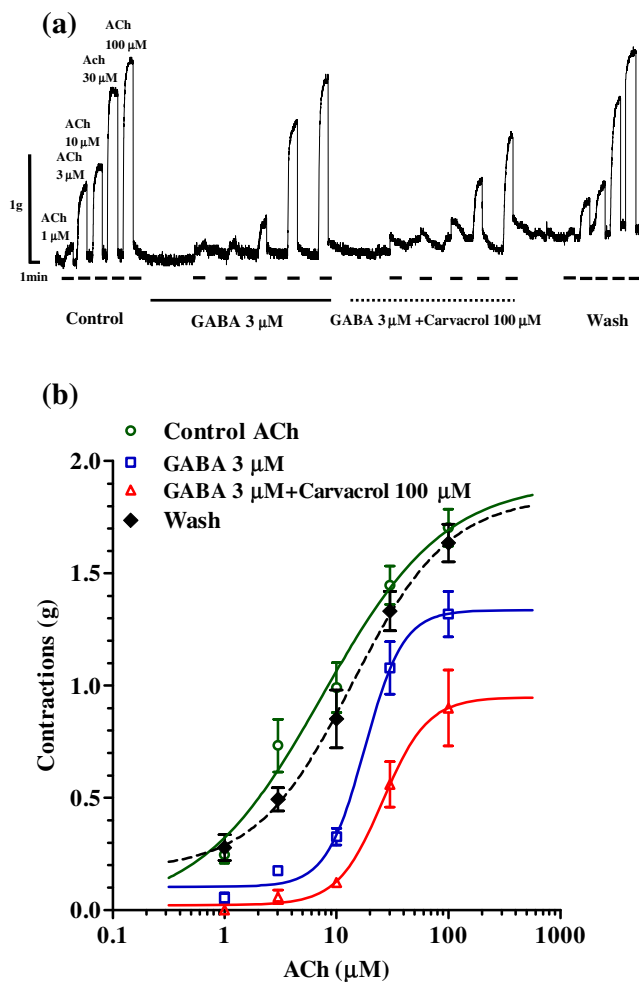 (a)
ACh
100 µM
Ach
30 µM
ACh
10 µM
ACh
3 µM
1g
ACh
1 µM
1min
Control
GABA 3 µM
GABA 3 µM +Carvacrol 100 µM
Wash
(b)
Control ACh
GABA 3 µM
GABA 3 µM+Carvacrol 100 µM
Wash
2.0
1.5
1.0
0.5
0.0
Contractions (g)
0.1
1
10
100
1000
ACh (µM)